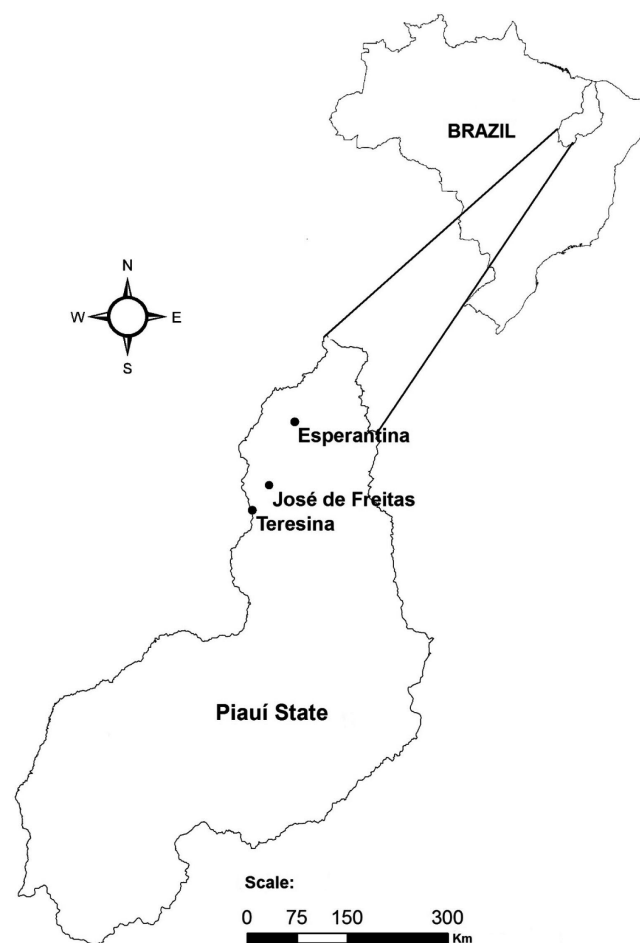 BRAZIL
N
W E
S
Esperantina
José de Freitas
Teresina
Piauí State
Scale:
0 75 150 300
Km